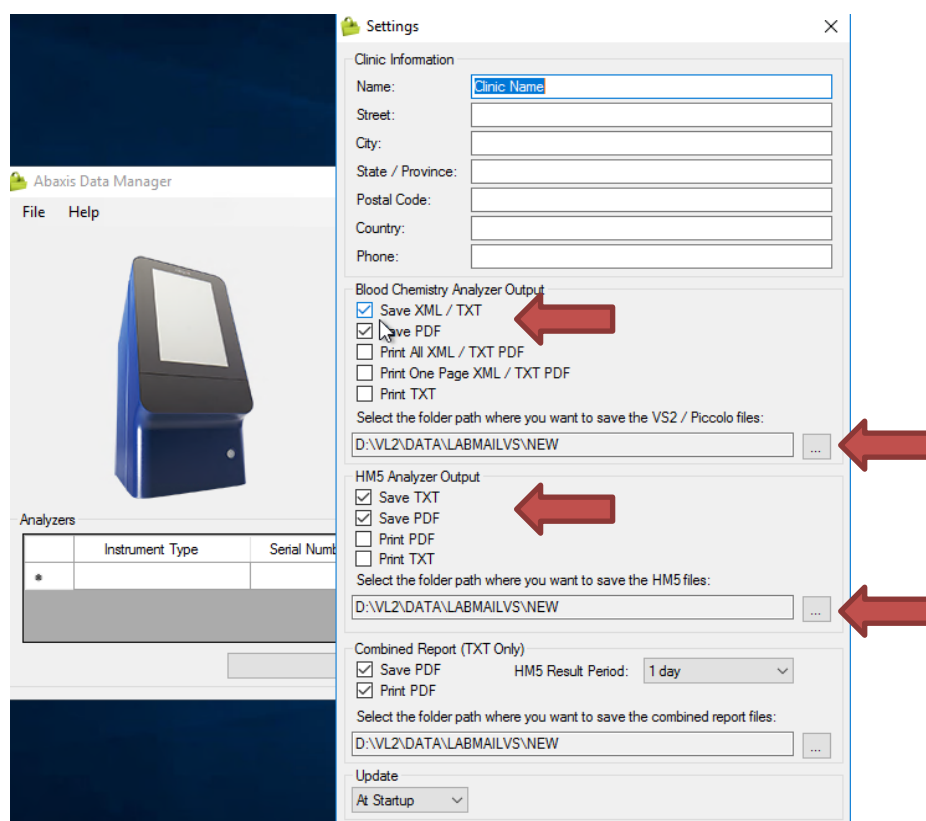 Settings
Clinic Information
Name: Clinic Name
Street:
City:
State / Province:
Postal Code:
Country:
Phone:
Abaxis Data Manager
File Help
Blood Chemistry Analyzer Output
Save XML / TXT
Save PDF
Print All XML / TXT PDF
Print One Page XML / TXT PDF
Print TXT
Select the folder path where you want to save the VS2 / Piccolo files:
D:\VL2\DATA\LABMAILVS\NEW ...
HM5 Analyzer Output
Save TXT
Save PDF
Print PDF
Print TXT
Select the folder path where you want to save the HM5 files:
D:\VL2\DATA\LABMAILVS\NEW ...
Analyzers
Instrument Type Serial Numb
Combined Report (TXT Only)
Save PDF HM5 Result Period: 1 day
Print PDF
Select the folder path where you want to save the combined report files:
D:\VL2\DATA\LABMAILVS\NEW ...
Update
At Startup